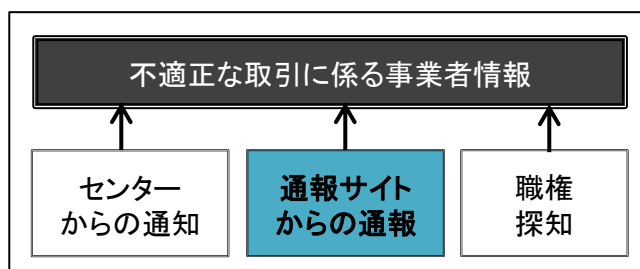 不適正な取引に係る事業者情報
センター
からの通知
通報サイト
からの通報
職権
探知